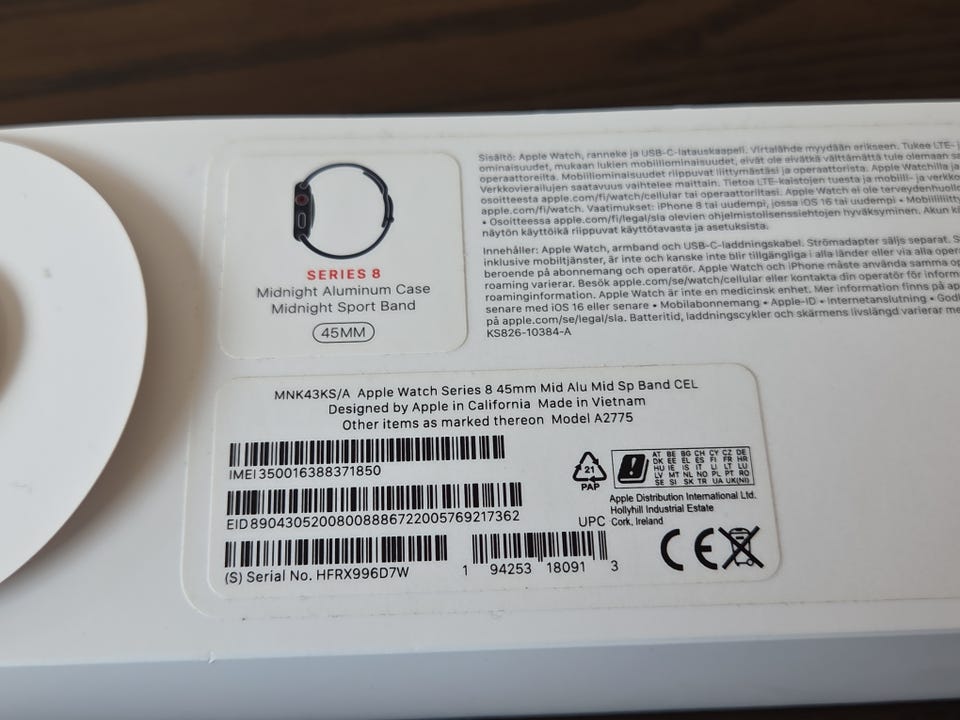 SERIES 8
Midnight Aluminum Case
Midnight Sport Band
45MM
Sisältö: Apple Watch, ranneke ja USB-C-latauskaapeli. Virtalähde myydään erikseen. Tukee LTE-
ominaisuudet, mukaan lukien mobiiliominaisuudet, eivät ole eivätkä välttämättä tule olemaan
operaattoreita. Mobiiliominaisuudet riippuvat liittymästäsi ja operaattorista. Apple Watchilla ja
Verkkovierailujen saatavuus vaihtelee maittain. Tietoa LTE-kaistojen tuesta ja mobiili- ja
osoitteesta apple.com/fi/watch/cellular tai operaattoriltasi. Apple Watch ei ole
apple.com/fi/watch. Vaatimukset: iPhone 8 tai uudempi, jossa iOS 16 tai uudempi •
• Osoitteessa apple.com/fi/legal/sla olevien ohjelmistolisenssiehtojen hyväksyminen. Akun
näytön käyttöikä riippuvat käyttötavasta ja asetuksista.
Innehåller: Apple Watch, armband och USB-C-laddningskabel. Strömadapter säljs separat.
inklusive mobiltjänster, är inte och kanske inte blir tillgängliga i alla länder eller via alla
beroende på abonnemang och operatör. Apple Watch och iPhone måste använda samma
roaming varierar. Besök apple.com/se/watch/cellular eller kontakta din operatör för
roaminginformation. Apple Watch är inte en medicinsk enhet. Mer information finns på
senare med iOS 16 eller senare • Mobilabonnemang • Apple-ID • Internetanslutning •
på apple.com/se/legal/sla. Batteritid, laddningscykler och skärmens livslängd varierar
KS826-10384-A
MNK43KS/A Apple Watch Series 8 45mm Mid Alu Mid Sp Band CEL
Designed by Apple in California Made in Vietnam
Other items as marked thereon Model A2775
IMEI 350016388371850
EID 89043052008008886722005769217362
(S) Serial No. HFRX996D7W
UPC
1 94253 18091 3
21
PAP
AT BE BG CH CY CZ DE
DK EE EL ES FI FR HR
HU IE IS IT LI LT LU
LV MT NL NO PL PT RO
SE SI SK TR UA UK(NI)
Apple Distribution International Ltd.
Hollyhill Industrial Estate
Cork, Ireland
CE